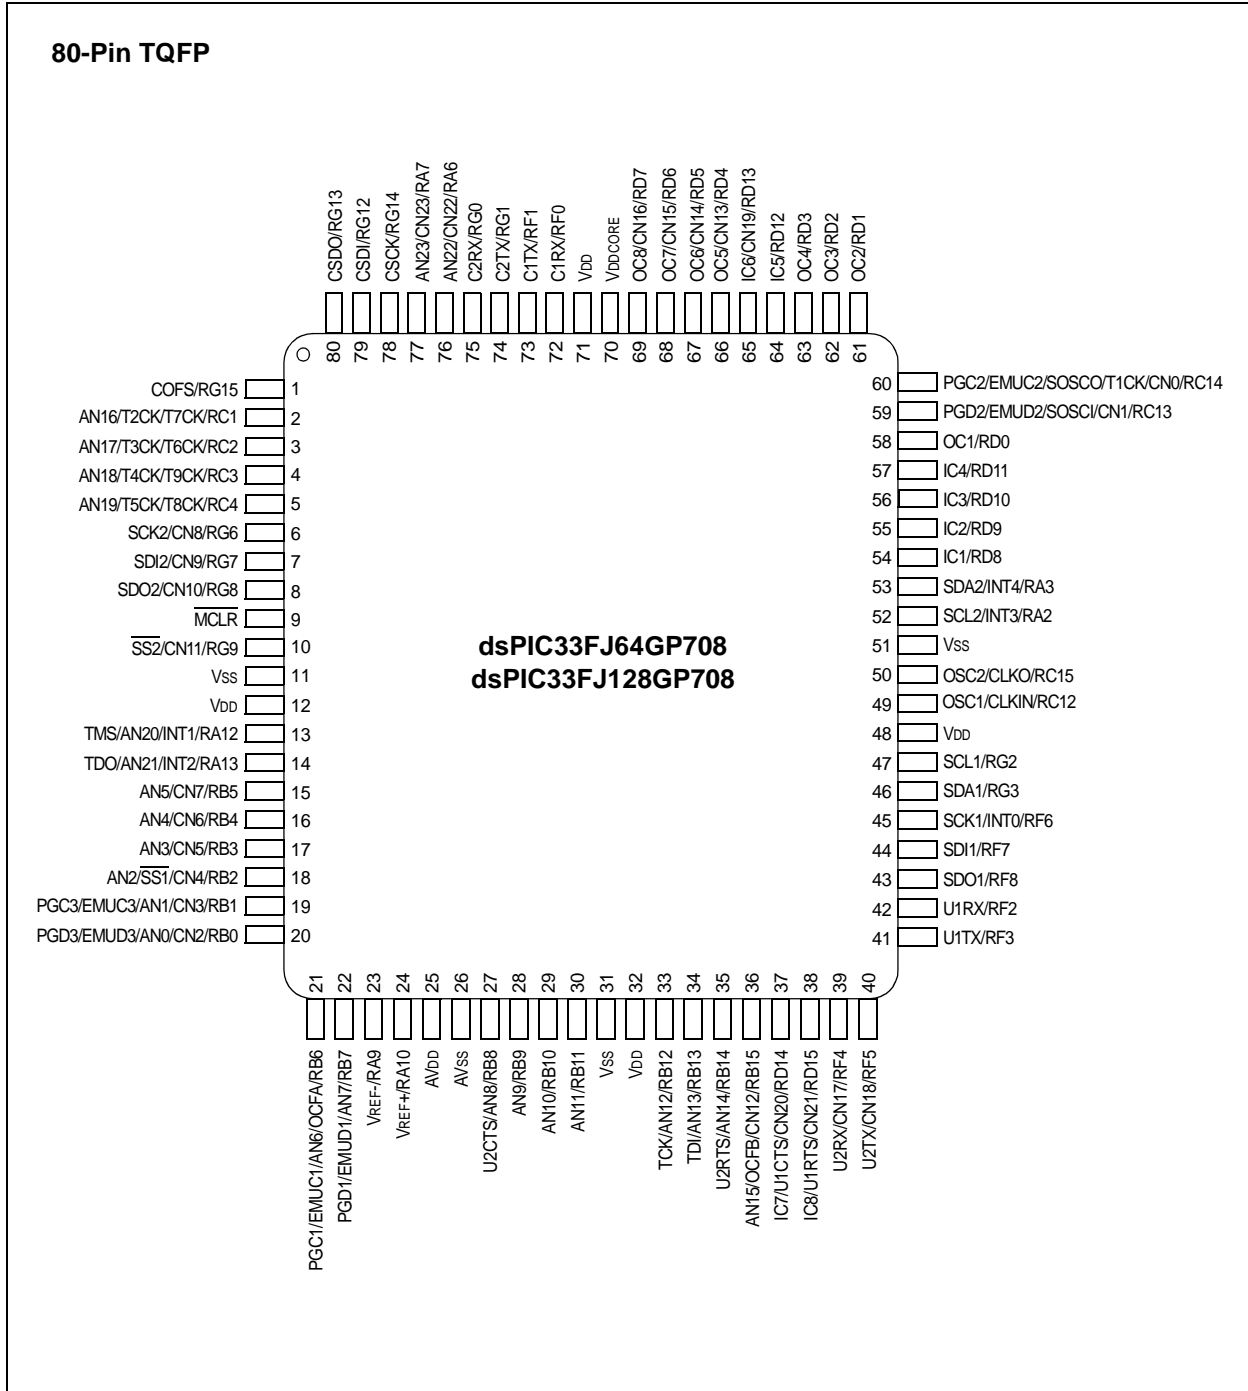 80-Pin TQFP
CSDO/RG13
CSDI/RG12
CSCK/RG14
AN23/CN23/RA7
AN22/CN22/RA6
C2RX/RG0
C2TX/RG1
C1TX/RF1
C1RX/RF0
VDD
VDDCORE
OC8/CN16/RD7
OC7/CN15/RD6
OC6/CN14/RD5
OC5/CN13/RD4
IC6/CN19/RD13
IC5/RD12
OC4/RD3
OC3/RD2
OC2/RD1
80 79 78 77 76 75 74 73 72 71 70 69 68 67 66 65 64 63 62 61
COFS/RG15 1
AN16/T2CK/T7CK/RC1 2
AN17/T3CK/T6CK/RC2 3
AN18/T4CK/T9CK/RC3 4
AN19/T5CK/T8CK/RC4 5
SCK2/CN8/RG6 6
SDI2/CN9/RG7 7
SDO2/CN10/RG8 8
MCLR 9
SS2/CN11/RG9 10
VSS 11
VDD 12
TMS/AN20/INT1/RA12 13
TDO/AN21/INT2/RA13 14
AN5/CN7/RB5 15
AN4/CN6/RB4 16
AN3/CN5/RB3 17
AN2/SS1/CN4/RB2 18
PGC3/EMUC3/AN1/CN3/RB1 19
PGD3/EMUD3/AN0/CN2/RB0 20
dsPIC33FJ64GP708
dsPIC33FJ128GP708
60 PGC2/EMUC2/SOSCO/T1CK/CN0/RC14
59 PGD2/EMUD2/SOSCI/CN1/RC13
58 OC1/RD0
57 IC4/RD11
56 IC3/RD10
55 IC2/RD9
54 IC1/RD8
53 SDA2/INT4/RA3
52 SCL2/INT3/RA2
51 VSS
50 OSC2/CLKO/RC15
49 OSC1/CLKIN/RC12
48 VDD
47 SCL1/RG2
46 SDA1/RG3
45 SCK1/INT0/RF6
44 SDI1/RF7
43 SDO1/RF8
42 U1RX/RF2
41 U1TX/RF3
21 22 23 24 25 26 27 28 29 30 31 32 33 34 35 36 37 38 39 40
PGC1/EMUC1/AN6/OCFA/RB6
PGD1/EMUD1/AN7/RB7
VREF-/RA9
VREF+/RA10
AVDD
AVSS
U2CTS/AN8/RB8
AN9/RB9
AN10/RB10
AN11/RB11
VSS
VDD
TCK/AN12/RB12
TDI/AN13/RB13
U2RTS/AN14/RB14
AN15/OCFB/CN12/RB15
IC7/U1CTS/CN20/RD14
IC8/U1RTS/CN21/RD15
U2RX/CN17/RF4
U2TX/CN18/RF5